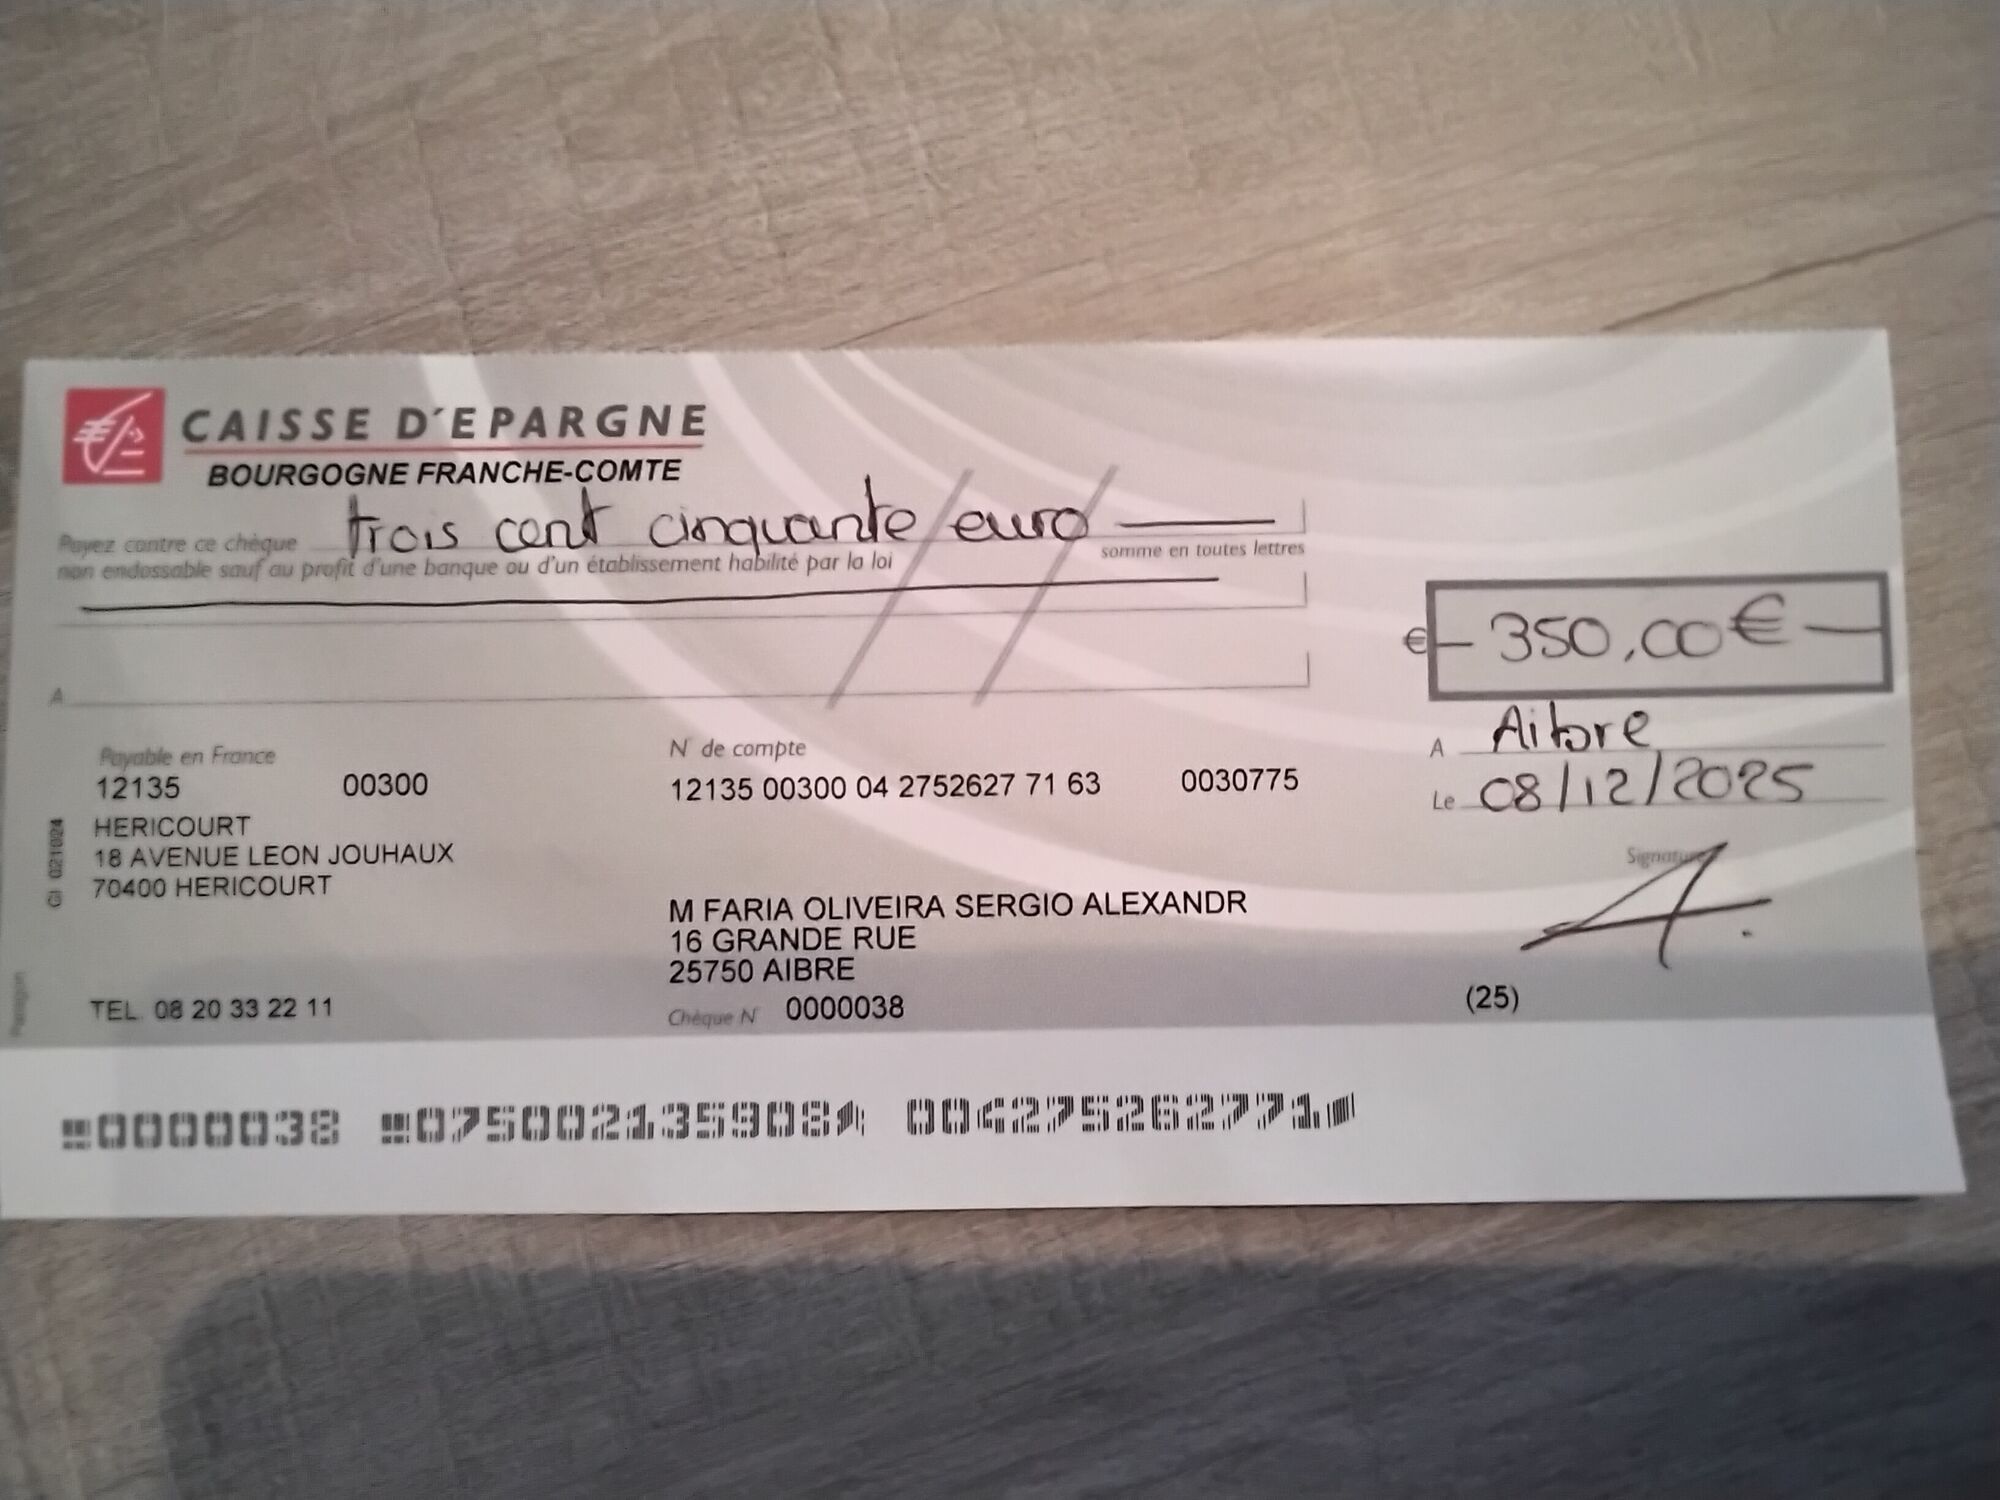 CAISSE D'EPARGNE
BOURGOGNE FRANCHE-COMTE
Payez contre ce chèque trois cent cinquante euro
non endossable sauf au profit d'une banque ou d'un établissement habilité par la loi
somme en toutes lettres
€ 350,00€
A
A Aibre
Le 08/12/2025
Payable en France
12135 00300
HERICOURT
18 AVENUE LEON JOUHAUX
70400 HERICOURT
TEL. 08 20 33 22 11
N° de compte
12135 00300 04 2752627 71 63 0030775
M FARIA OLIVEIRA SERGIO ALEXANDR
16 GRANDE RUE
25750 AIBRE
Chèque N° 0000038
Signature
(25)
GI 021024
Paragon
0000038 075002135908 004275262771